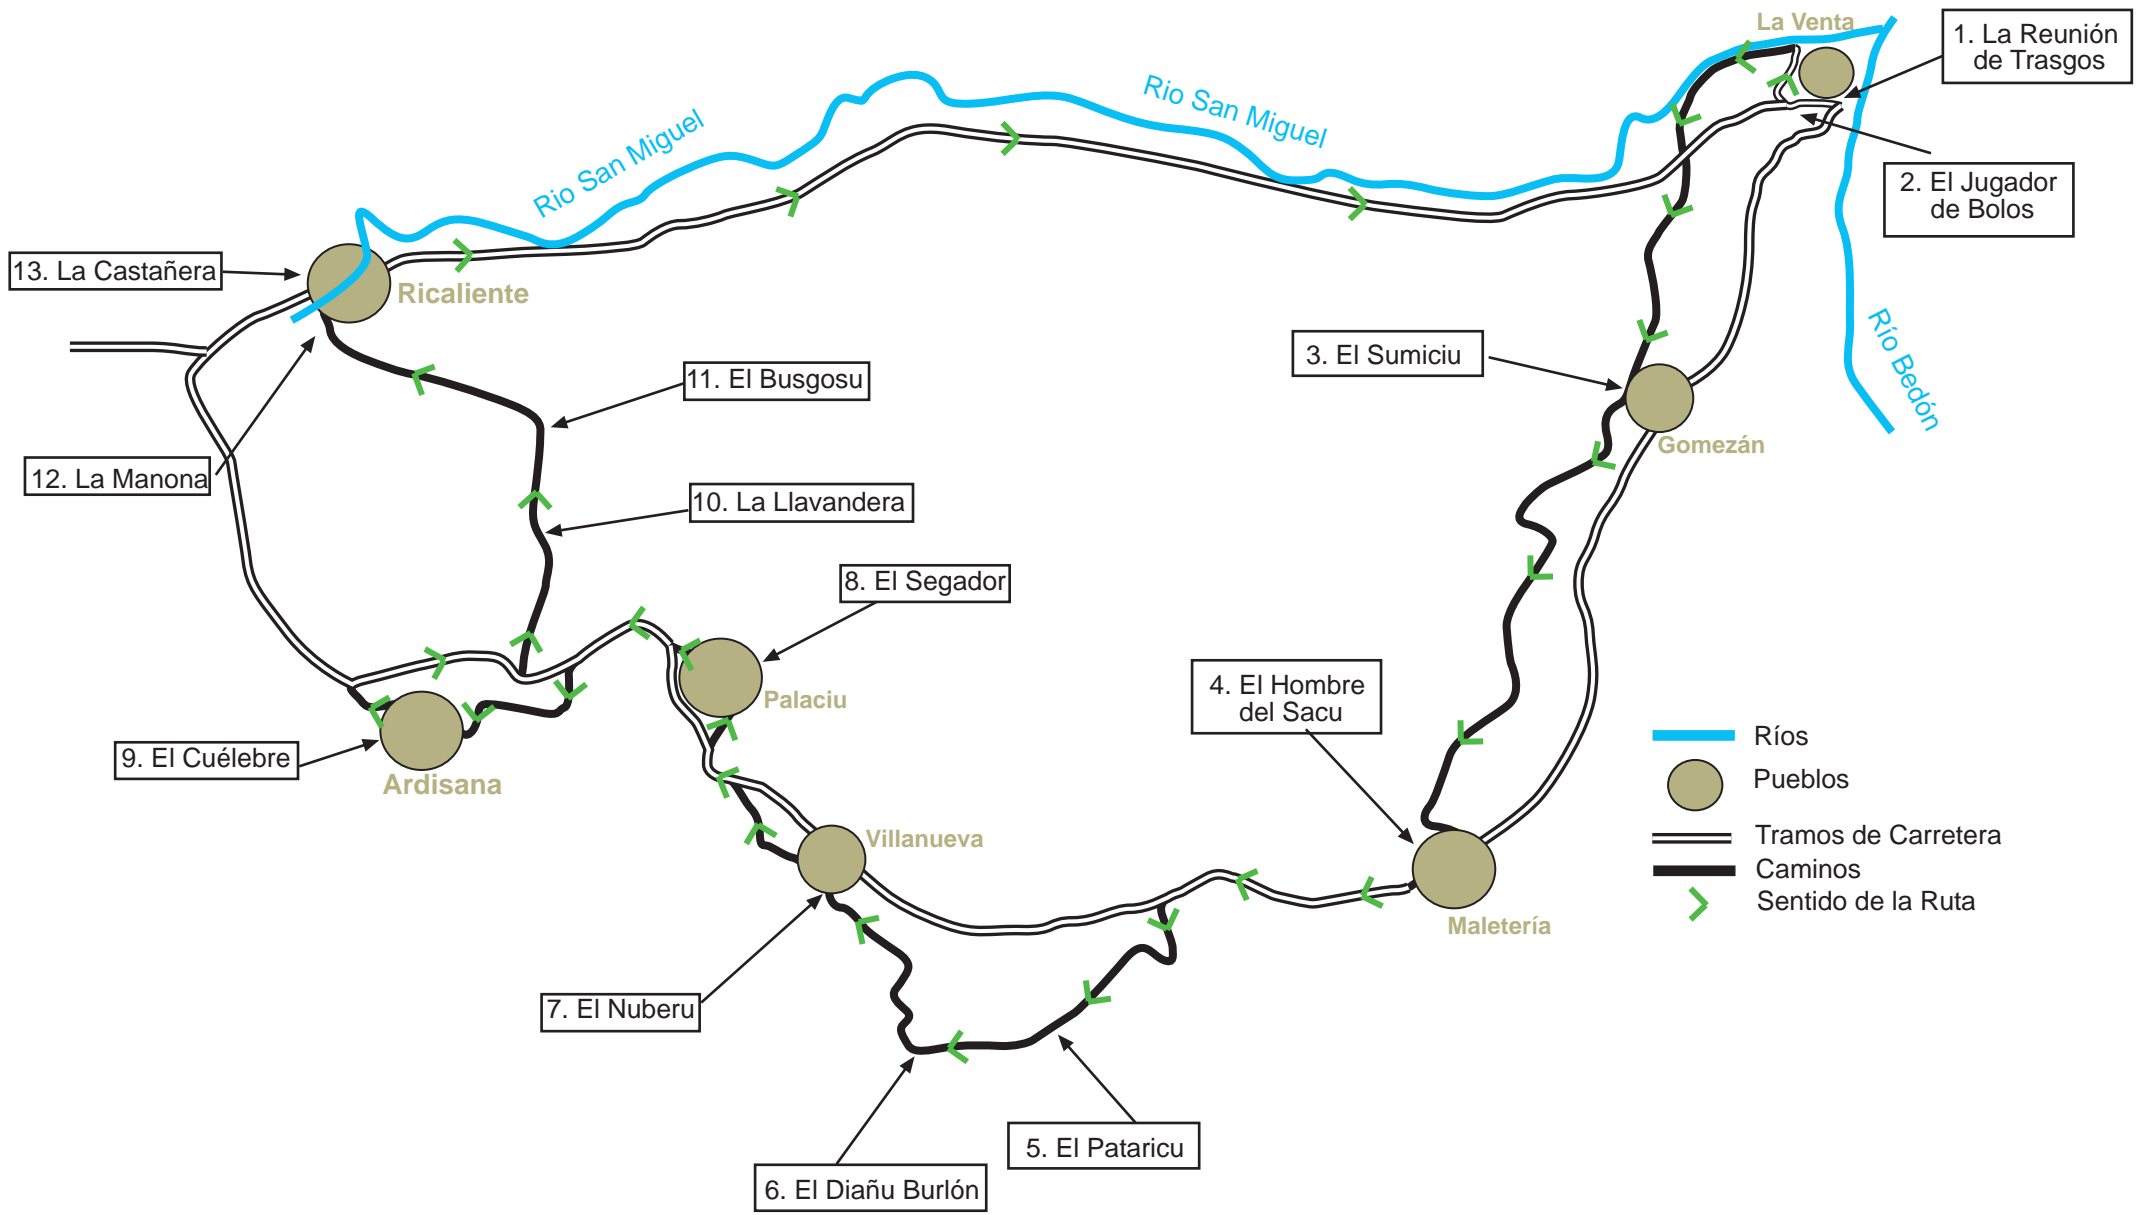 La Venta
1. La Reunión
de Trasgos
Rio San Miguel
Rio San Miguel
2. El Jugador
de Bolos
13. La Castañera
Ricaliente
3. El Sumiciu
Río Bedón
11. El Busgosu
Gomezán
12. La Manona
10. La Llavandera
8. El Segador
4. El Hombre
del Sacu
Palaciu
9. El Cuélebre
Ardisana
Ríos
Pueblos
Tramos de Carretera
Caminos
Sentido de la Ruta
Villanueva
Maletería
7. El Nuberu
5. El Pataricu
6. El Diañu Burlón